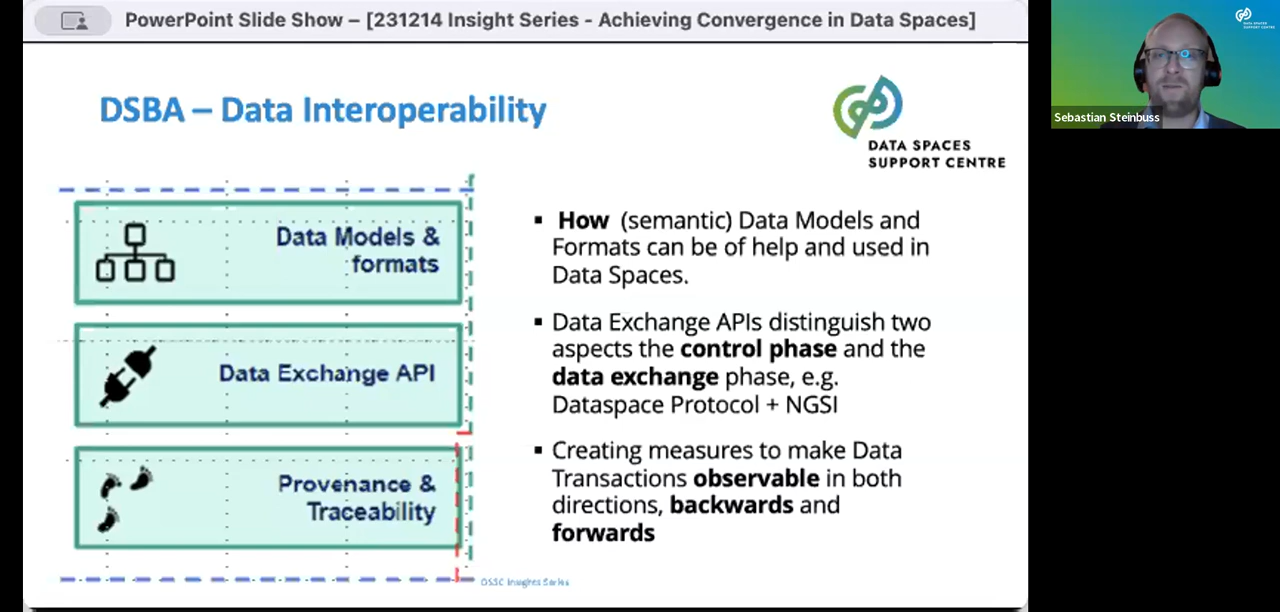 PowerPoint Slide Show – [231214 Insight Series - Achieving Convergence in Data Spaces]
DSBA – Data Interoperability
DATA SPACES
SUPPORT CENTRE
Data Models &
formats
Data Exchange API
Provenance &
Traceability
▪ How (semantic) Data Models and
Formats can be of help and used in
Data Spaces.
▪ Data Exchange APIs distinguish two
aspects the control phase and the
data exchange phase, e.g.
Dataspace Protocol + NGSI
▪ Creating measures to make Data
Transactions observable in both
directions, backwards and
forwards
DSSC Insights Series
DATA SPACES
SUPPORT CENTRE
Sebastian Steinbuss